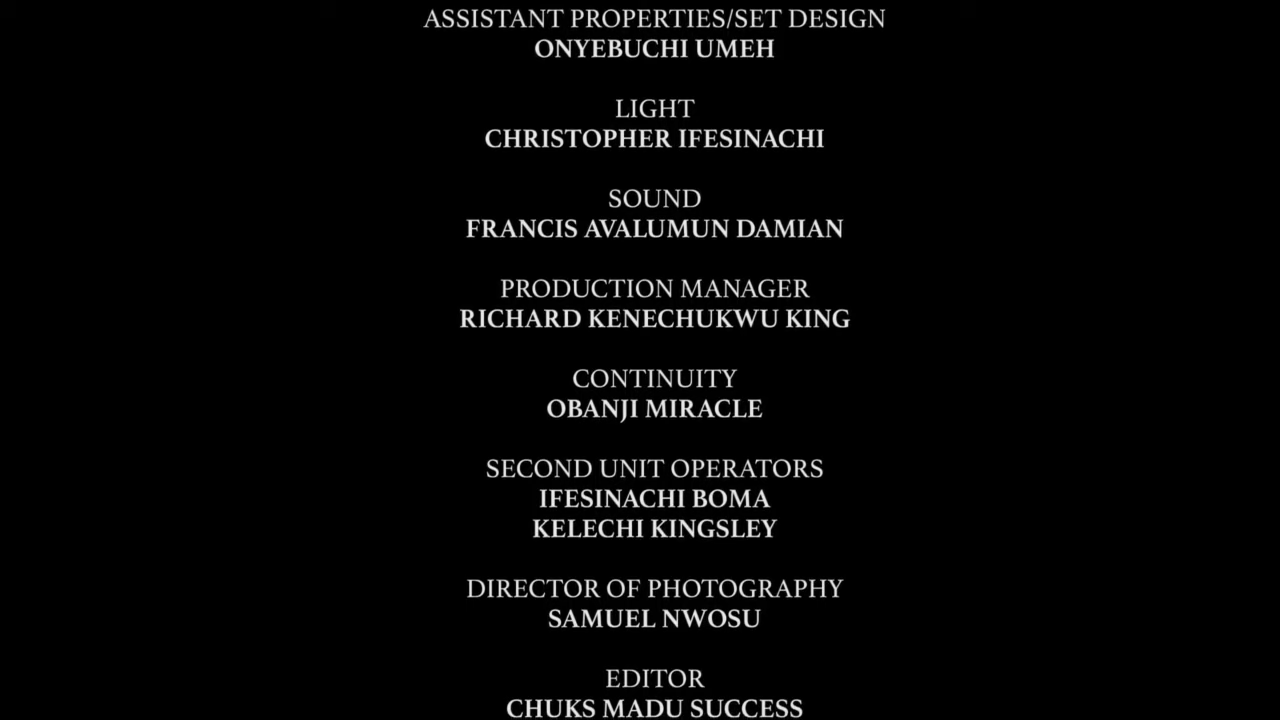 ASSISTANT PROPERTIES/SET DESIGN
ONYEBUCHI UMEH
LIGHT
CHRISTOPHER IFESINACHI
SOUND
FRANCIS AVALUMUN DAMIAN
PRODUCTION MANAGER
RICHARD KENECHUKWU KING
CONTINUITY
OBANJI MIRACLE
SECOND UNIT OPERATORS
IFESINACHI BOMA
KELECHI KINGSLEY
DIRECTOR OF PHOTOGRAPHY
SAMUEL NWOSU
EDITOR
CHUKS MADU SUCCESS